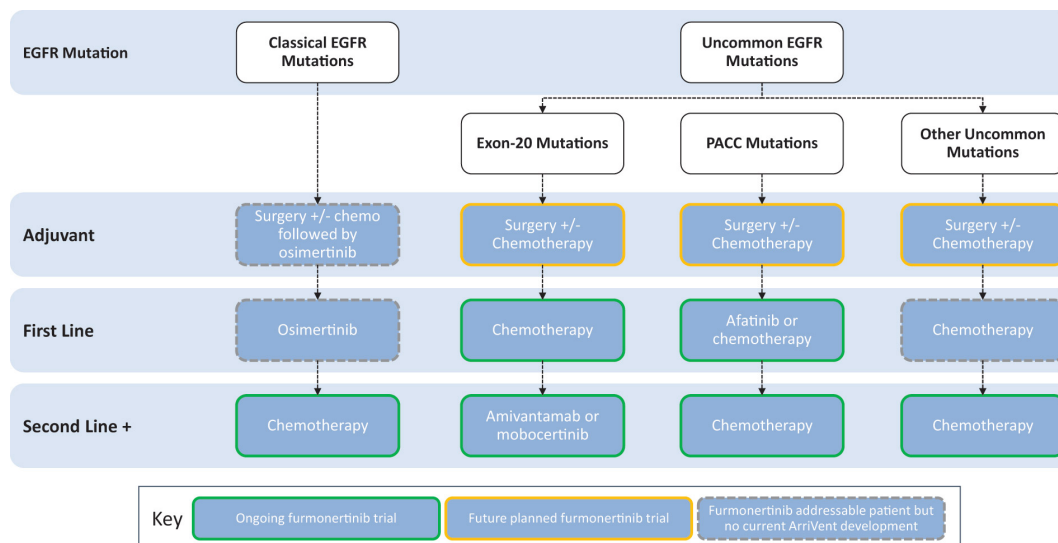 EGFR Mutation
Classical EGFR
Mutations
Uncommon EGFR
Mutations
Exon-20 Mutations
PACC Mutations
Other Uncommon
Mutations
Adjuvant
Surgery +/- chemo
followed by
osimertinib
Surgery +/-
Chemotherapy
Surgery +/-
Chemotherapy
Surgery +/-
Chemotherapy
First Line
Osimertinib
Chemotherapy
Afatinib or
chemotherapy
Chemotherapy
Second Line +
Chemotherapy
Amivantamab or
mobocertinib
Chemotherapy
Chemotherapy
Key
Ongoing furmonertinib trial
Future planned furmonertinib trial
Furmonertinib addressable patient but
no current ArriVent development